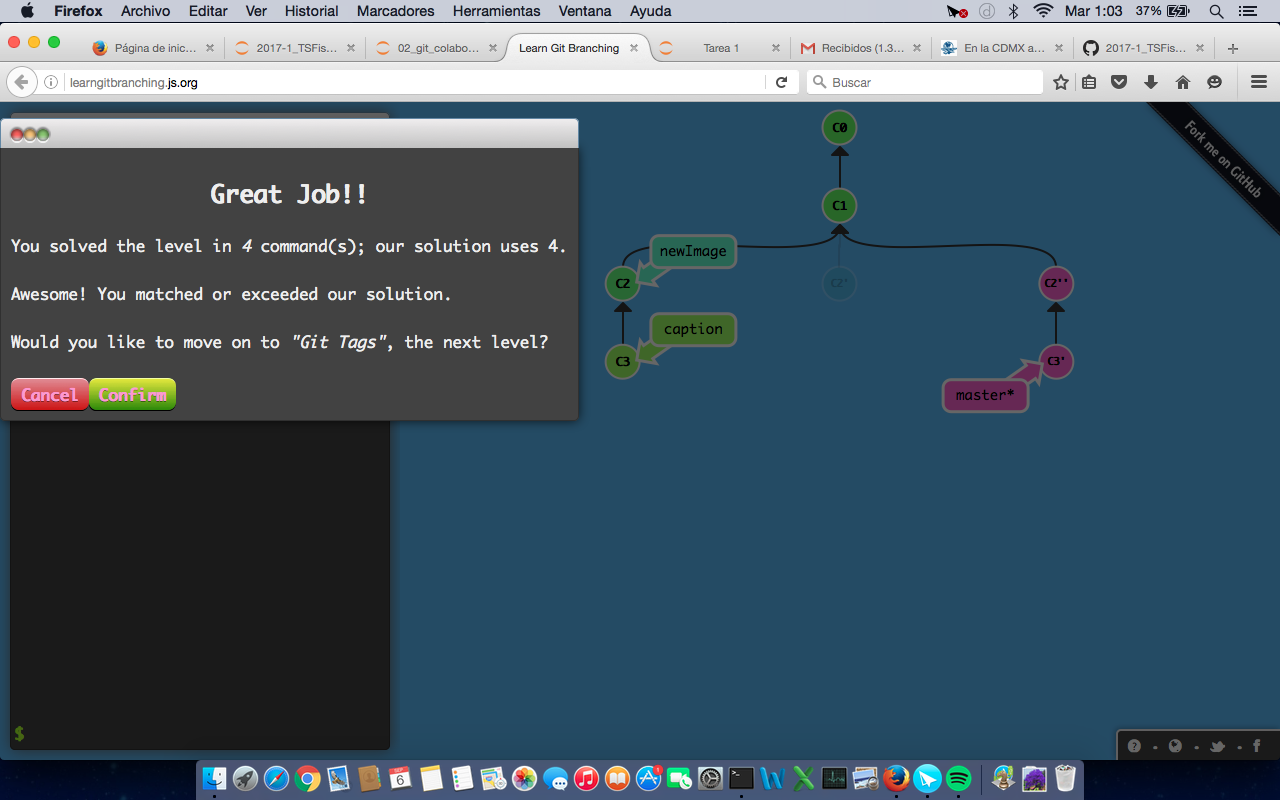 Firefox Archivo Editar Ver Historial Marcadores Herramientas Ventana Ayuda Mar 1:03 37%
Página de inic... 2017-1_TSFis... 02_git_colabo... Learn Git Branching Tarea 1 Recibidos (1.3... En la CDMX a... 2017-1_TSFis...
learngitbranching.js.org Buscar
Fork me on GitHub
Great Job!!
You solved the level in 4 command(s); our solution uses 4.
Awesome! You matched or exceeded our solution.
Would you like to move on to "Git Tags", the next level?
Cancel Confirm
$
C0
C1
newImage
C2 C2' C2''
caption
C3 C3'
master*
SEP
6
1